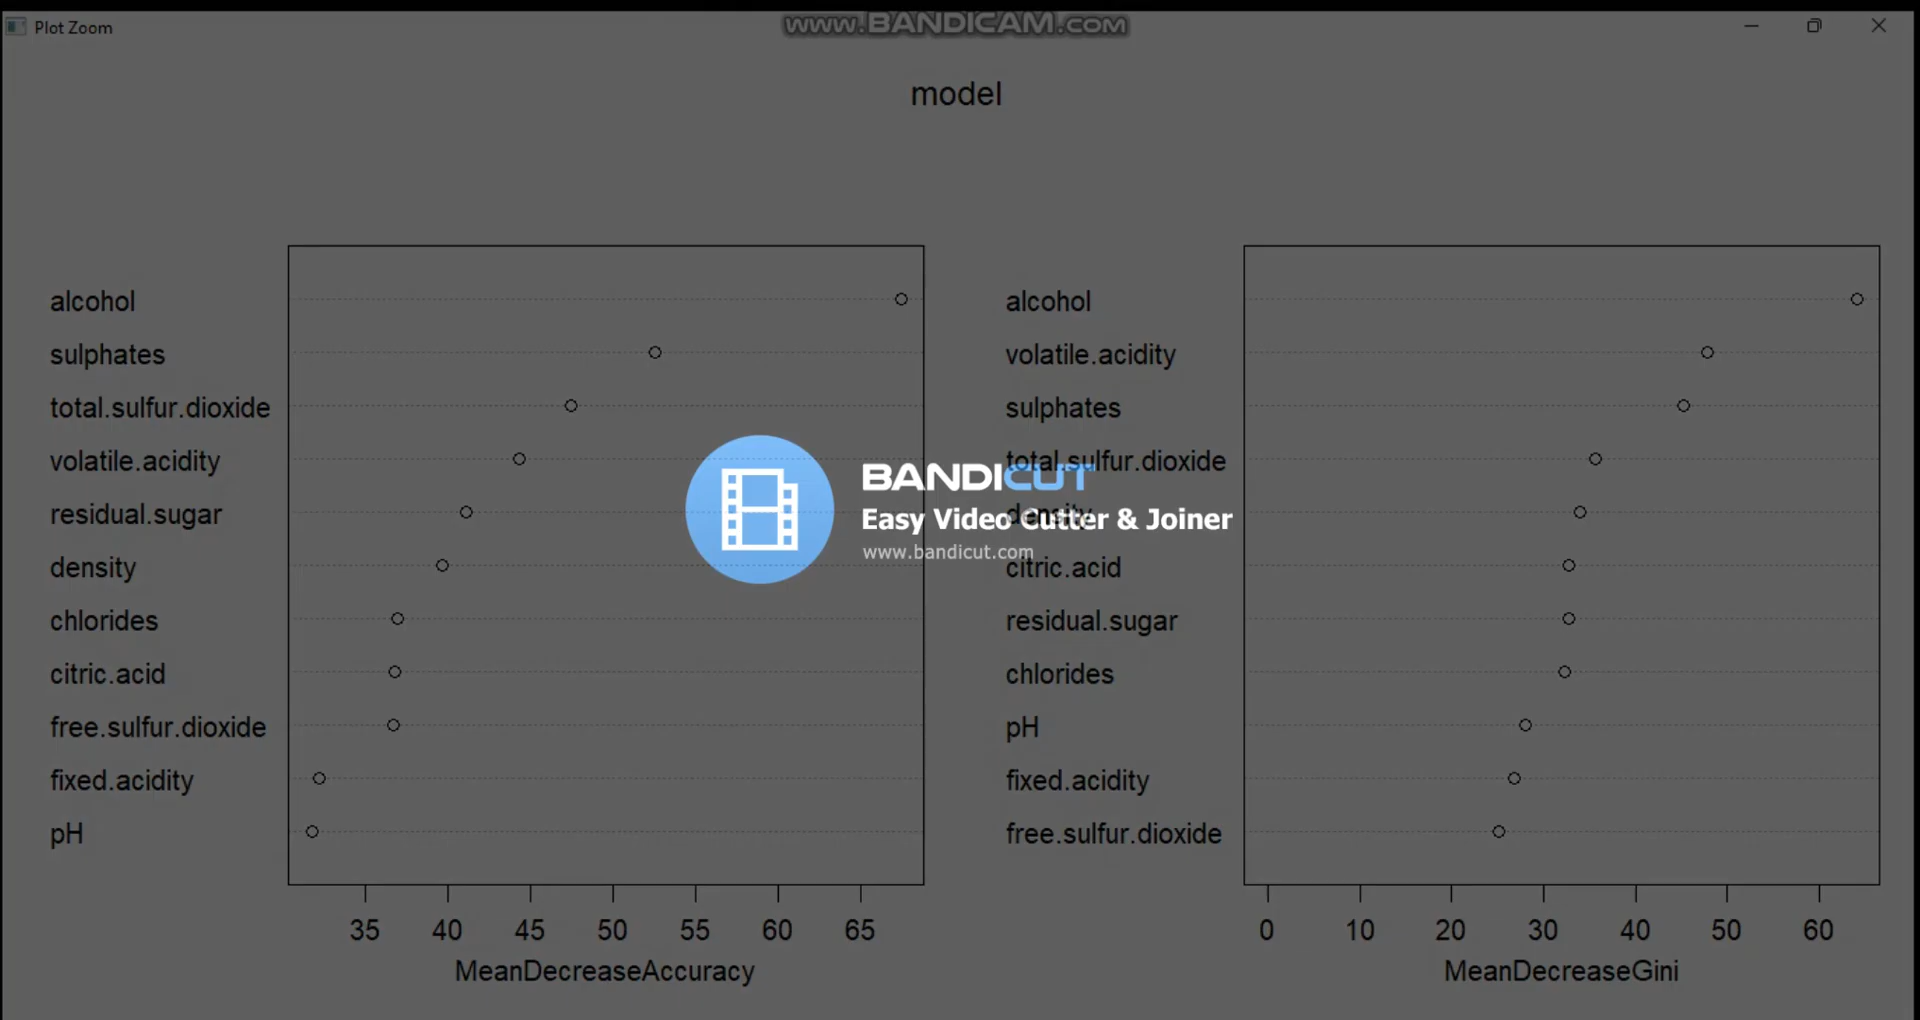 Plot Zoom
www.BANDICAM.com
model
alcohol
sulphates
total.sulfur.dioxide
volatile.acidity
residual.sugar
density
chlorides
citric.acid
free.sulfur.dioxide
fixed.acidity
pH
35 40 45 50 55 60 65
MeanDecreaseAccuracy
alcohol
volatile.acidity
sulphates
total.sulfur.dioxide
density
citric.acid
residual.sugar
chlorides
pH
fixed.acidity
free.sulfur.dioxide
0 10 20 30 40 50 60
MeanDecreaseGini
BANDICUT
Easy Video Cutter & Joiner
www.bandicut.com